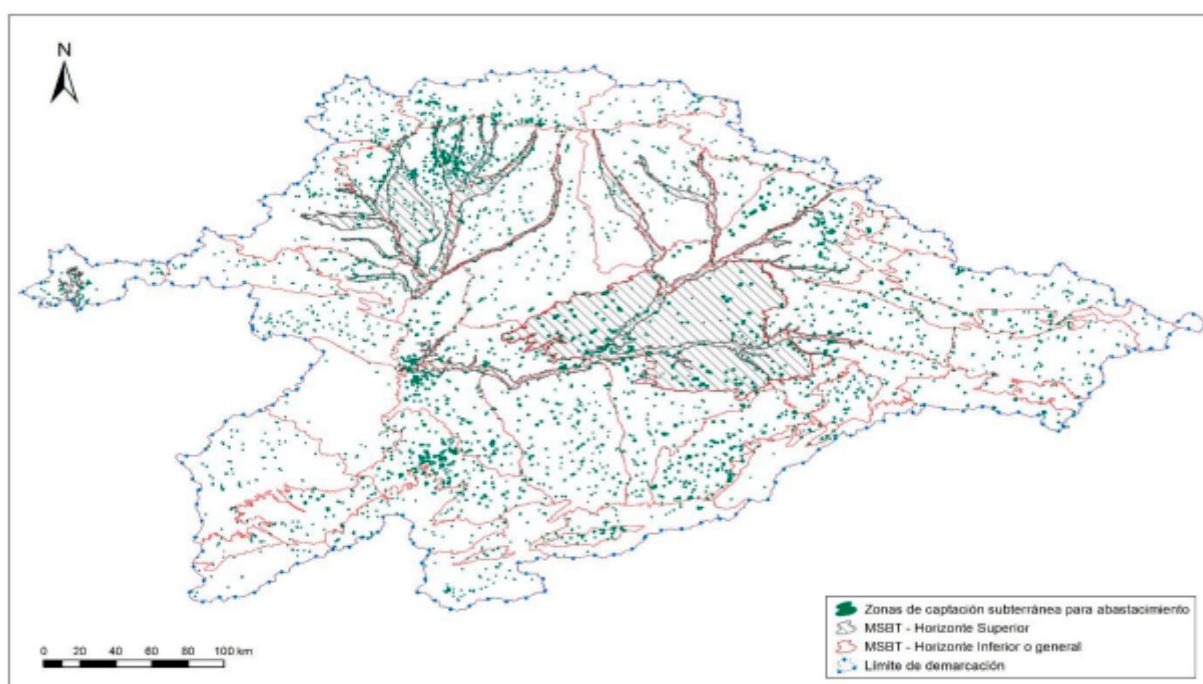 N
Zonas de captación subterránea para abastacimiento
MSBT - Horizonte Superior
MSBT - Horizonte Inferior o general
Límite de demarcación
0 20 40 60 80 100 km